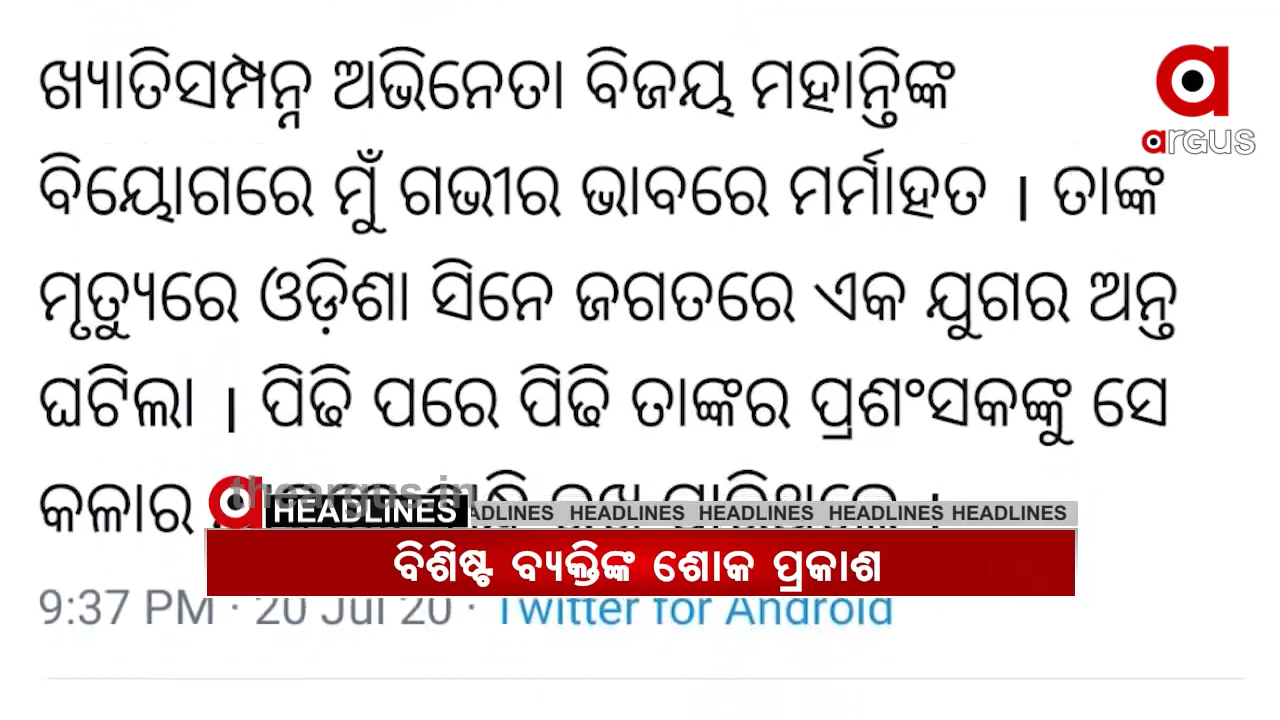 ଖ୍ୟାତିସମ୍ପନ୍ନ ଅଭିନେତା ବିଜୟ ମହାନ୍ତିଙ୍କ
argus
ବିୟୋଗରେ ମୁଁ ଗଭୀର ଭାବରେ ମର୍ମାହତ । ତାଙ୍କ
ମୃତ୍ୟୁରେ ଓଡ଼ିଶା ସିନେ ଜଗତରେ ଏକ ଯୁଗର ଅନ୍ତ
ଘଟିଲା । ପିଢି ପରେ ପିଢି ତାଙ୍କର ପ୍ରଶଂସକଙ୍କୁ ସେ
କଳାର
theargus.in
HEADLINES HEADLINES HEADLINES HEADLINES HEADLINES
ବିଶିଷ୍ଟ ବ୍ୟକ୍ତିଙ୍କ ଶୋକ ପ୍ରକାଶ
9:37 PM · 20 Jul 20 · Twitter for Android